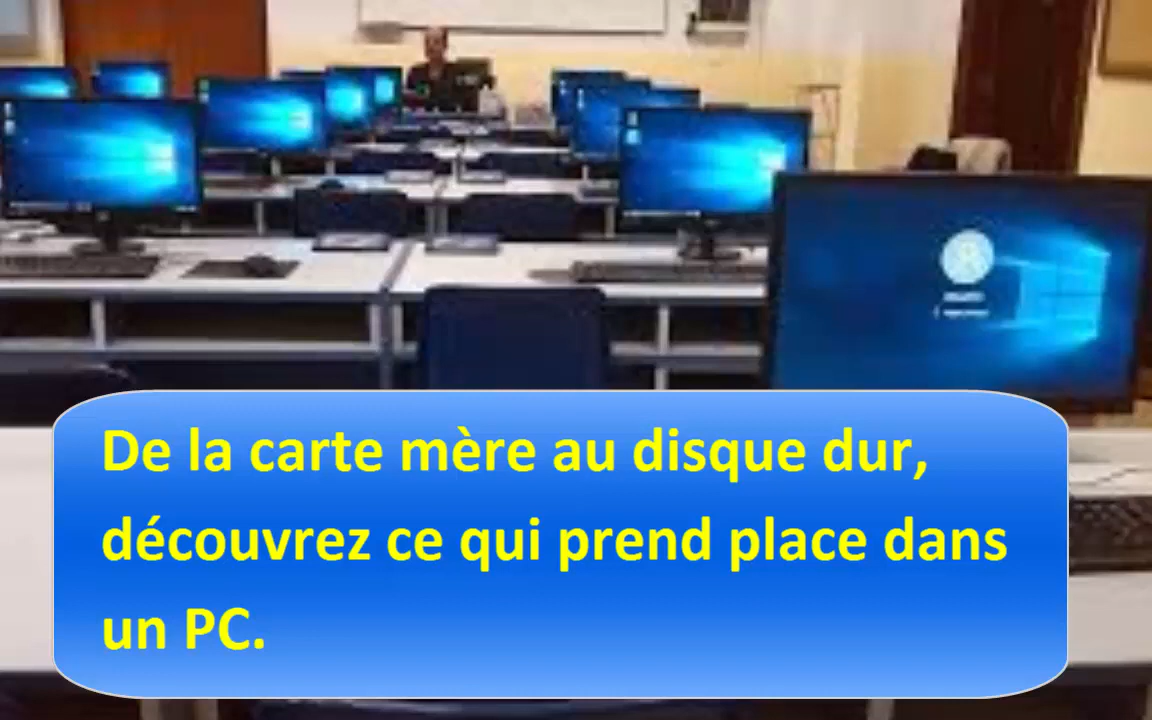 De la carte mère au disque dur,
découvrez ce qui prend place dans
un PC.